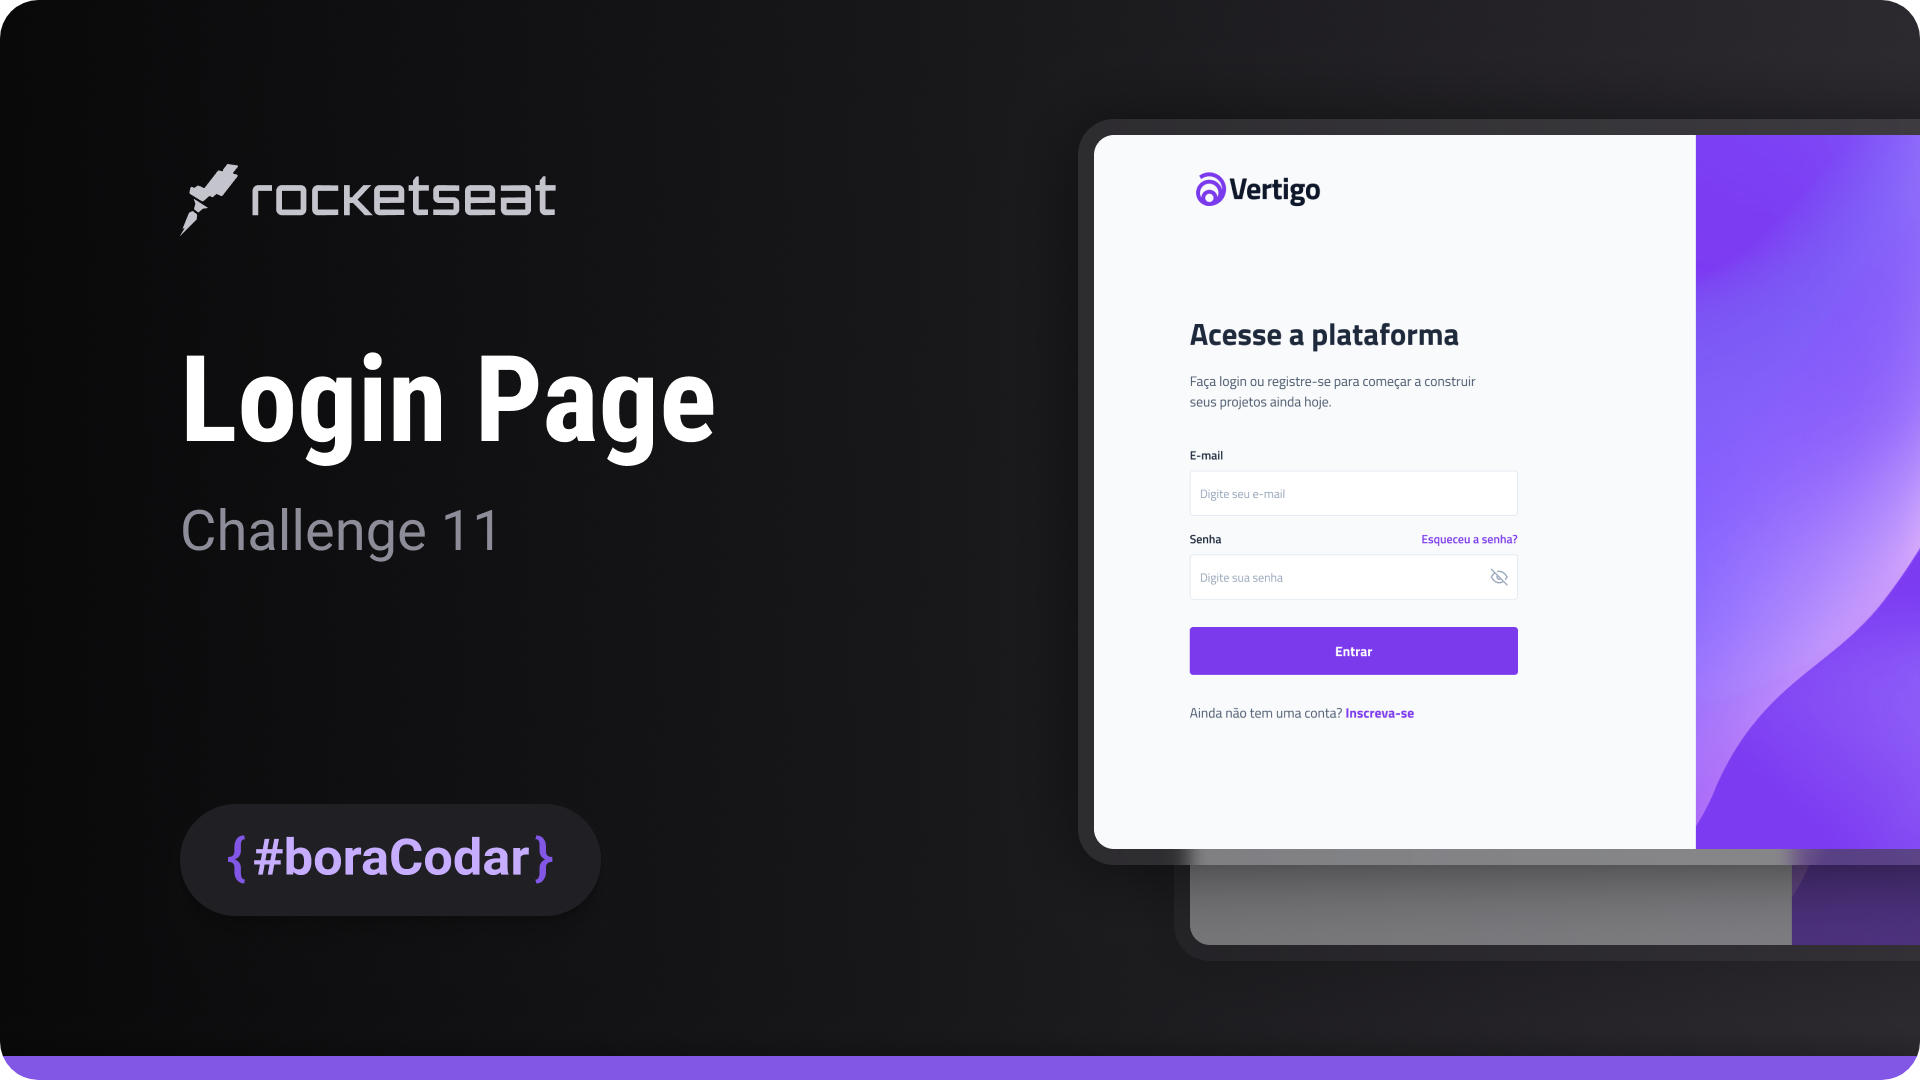 rocketseat
Login Page
Challenge 11
{#boraCodar}
Vertigo
Acesse a plataforma
Faça login ou registre-se para começar a construir
seus projetos ainda hoje.
E-mail
Digite seu e-mail
Senha Esqueceu a senha?
Digite sua senha
Entrar
Ainda não tem uma conta? Inscreva-se